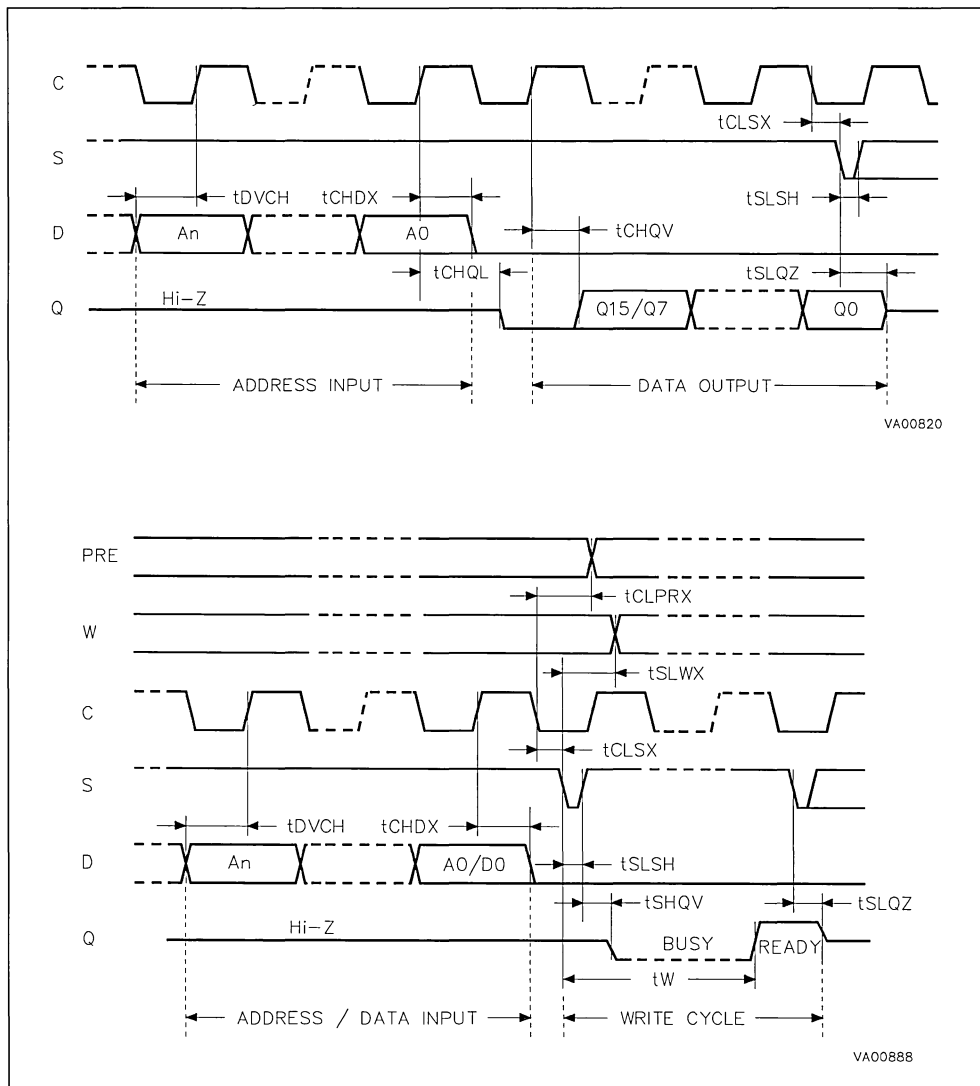 C
tCLSX
S
tSLSH
tDVCH
tCHDX
D
An
A0
tCHQV
tCHQL
tSLQZ
Hi-Z
Q
Q15/Q7
Q0
ADDRESS INPUT
DATA OUTPUT
VA00820
PRE
tCLPRX
W
tSLWX
C
tCLSX
S
tDVCH
tCHDX
D
An
A0/D0
tSLSH
tSHQV
tSLQZ
Hi-Z
Q
BUSY
READY
tW
ADDRESS / DATA INPUT
WRITE CYCLE
VA00888